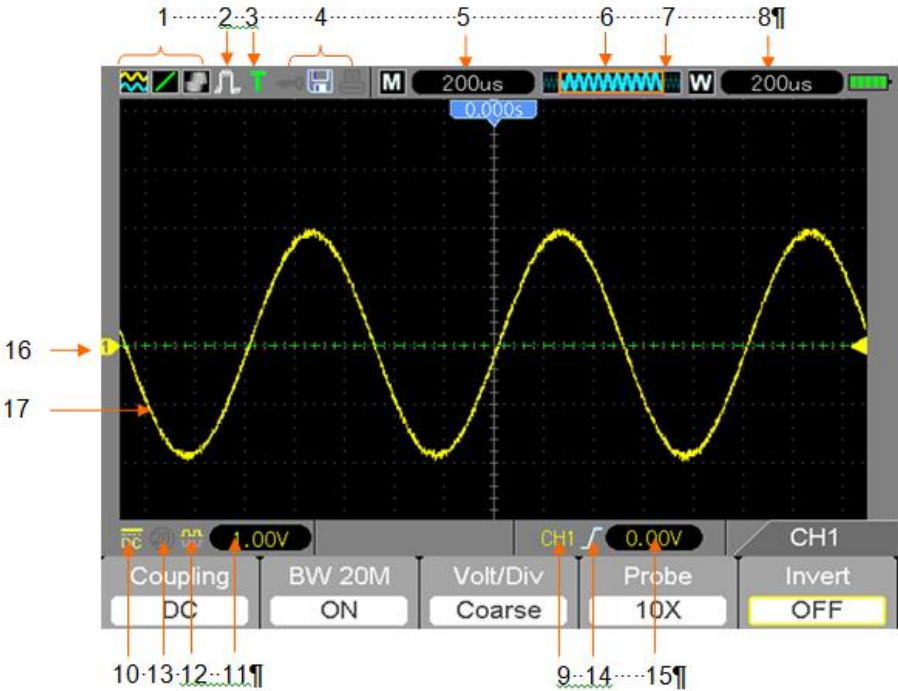 1·······2··3········4················5················6·······7···········8¶
T M 200us W 200us
0.000s
16
1
17
DC 20 1.00V CH1 0.00V CH1
Coupling BW 20M Volt/Div Probe Invert
DC ON Coarse 10X OFF
10·13·12··11¶ 9··14·····15¶